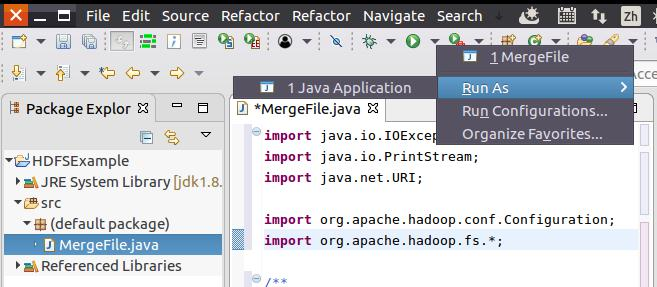 File Edit Source Refactor Refactor Navigate Search Zh
1 MergeFile
1 Java Application Run As
Run Configurations...
Organize Favorites...
Package Explor
*MergeFile.java
HDFSExample
JRE System Library [jdk1.8.
src
(default package)
MergeFile.java
Referenced Libraries
import java.io.IOExcep
import java.io.PrintStream;
import java.net.URI;
import org.apache.hadoop.conf.Configuration;
import org.apache.hadoop.fs.*;
/**